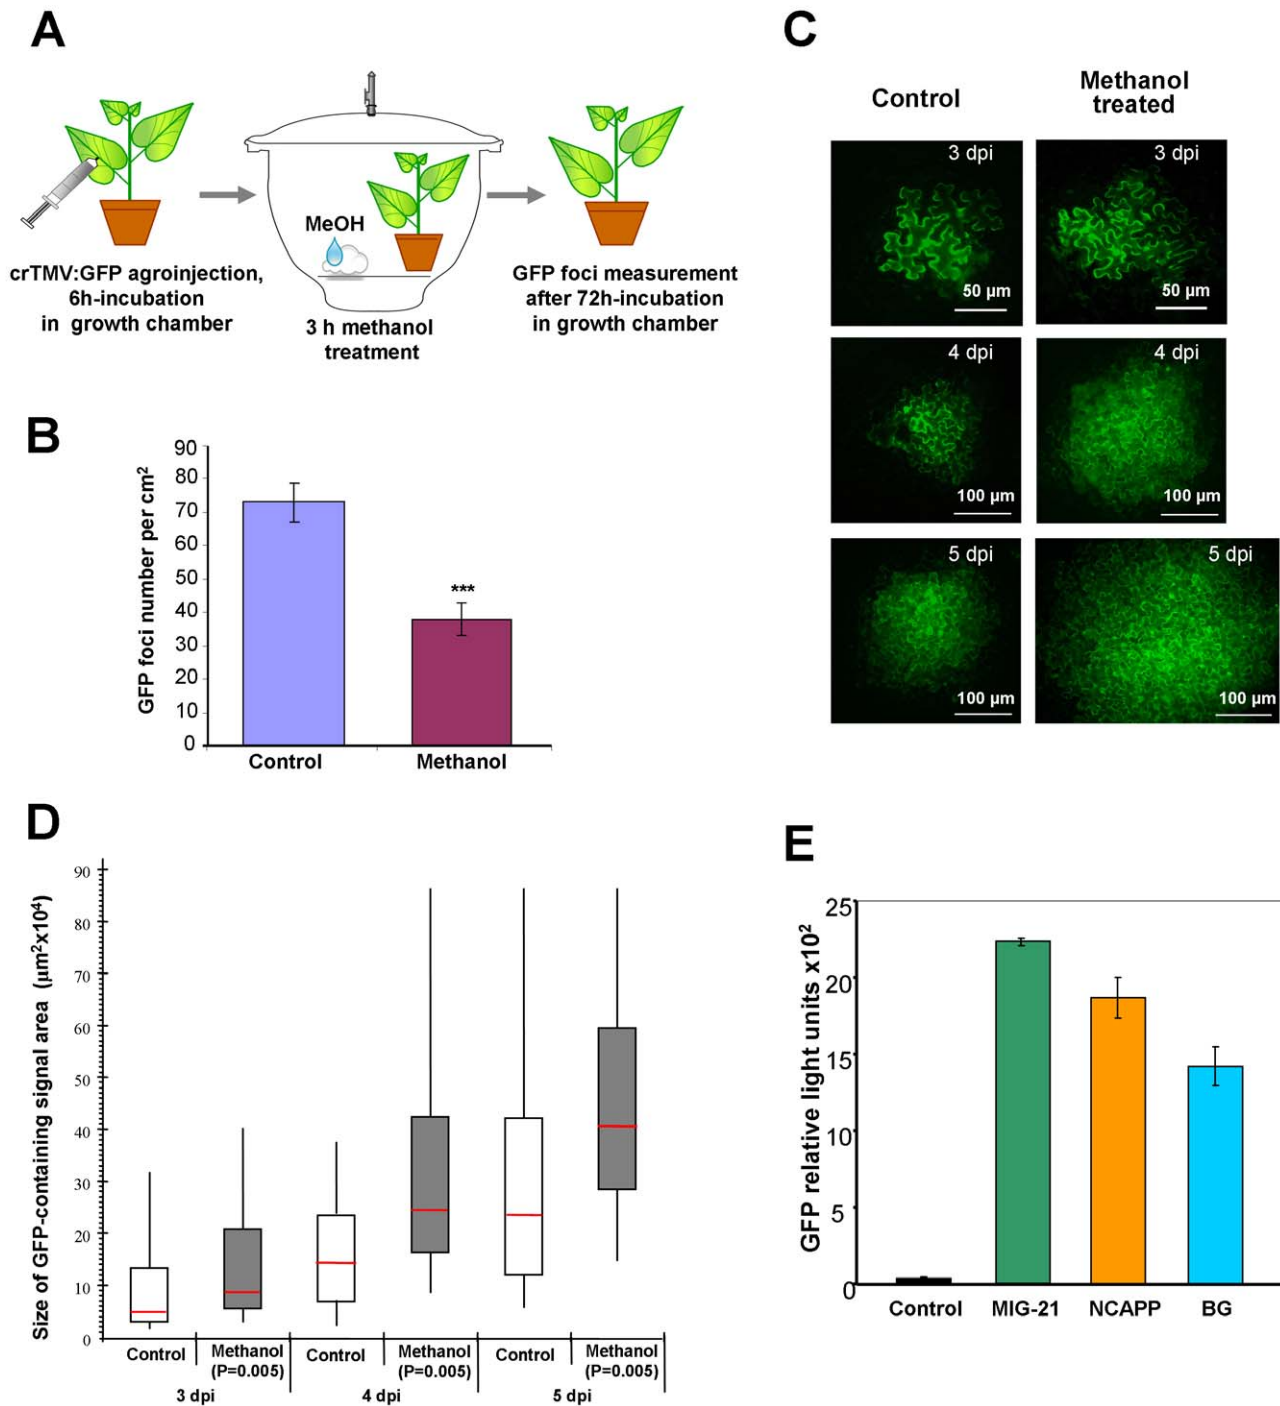 A
MeOH
crTMV:GFP agroinjection,
6h-incubation
in growth chamber
3 h methanol
treatment
GFP foci measurement
after 72h-incubation
in growth chamber
B
GFP foci number per cm²
90
80
70
60
50
40
30
20
10
0
***
Control
Methanol
C
Control
Methanol
treated
3 dpi
50 µm
3 dpi
50 µm
4 dpi
100 µm
4 dpi
100 µm
5 dpi
100 µm
5 dpi
100 µm
D
Size of GFP-containing signal area (µm²x10⁴)
90
80
70
60
50
40
30
20
10
0
Control
Methanol
(P=0.005)
Control
Methanol
(P=0.005)
Control
Methanol
(P=0.005)
3 dpi
4 dpi
5 dpi
E
GFP relative light units x10²
25
20
15
10
5
0
Control
MIG-21
NCAPP
BG